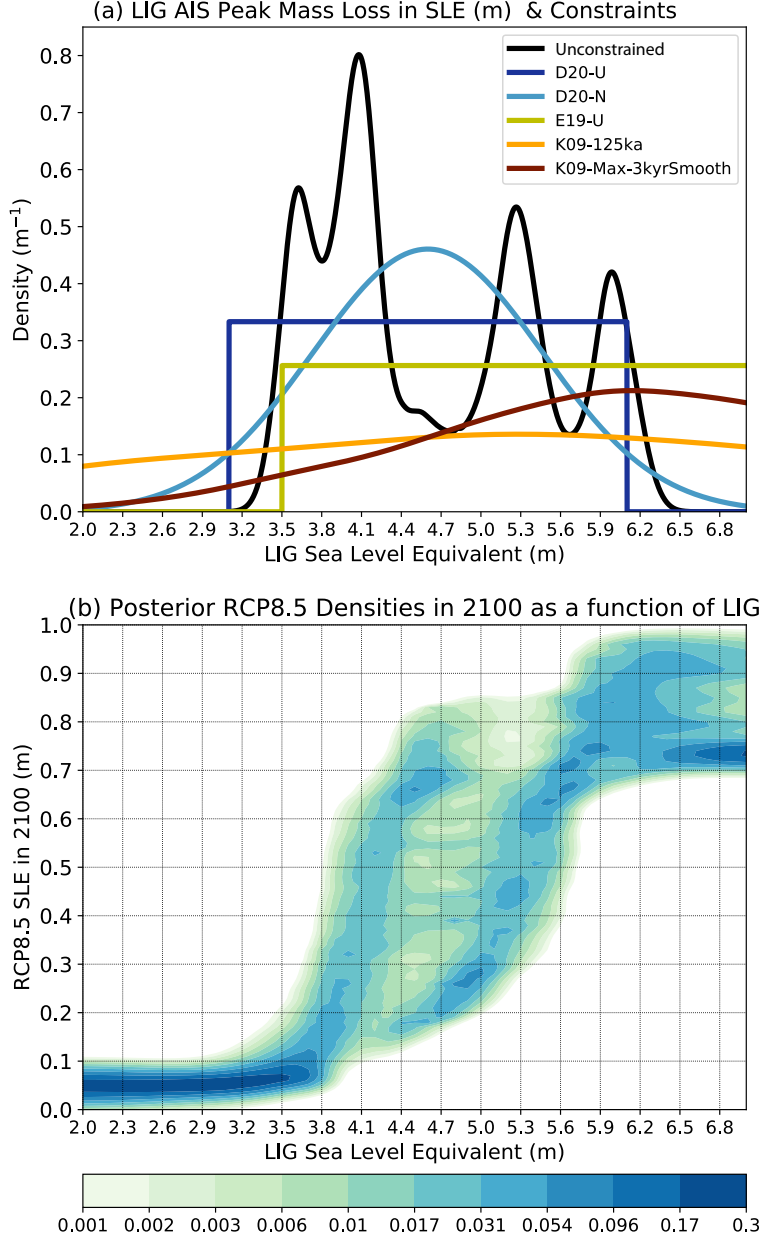 (a) LIG AIS Peak Mass Loss in SLE (m) & Constraints
0.8
0.7
0.6
0.5
0.4
0.3
0.2
0.1
0.0
Density (m⁻¹)
Unconstrained
D20-U
D20-N
E19-U
K09-125ka
K09-Max-3kyrSmooth
2.0 2.3 2.6 2.9 3.2 3.5 3.8 4.1 4.4 4.7 5.0 5.3 5.6 5.9 6.2 6.5 6.8
LIG Sea Level Equivalent (m)
(b) Posterior RCP8.5 Densities in 2100 as a function of LIG
1.0
0.9
0.8
0.7
0.6
0.5
0.4
0.3
0.2
0.1
0.0
RCP8.5 SLE in 2100 (m)
2.0 2.3 2.6 2.9 3.2 3.5 3.8 4.1 4.4 4.7 5.0 5.3 5.6 5.9 6.2 6.5 6.8
LIG Sea Level Equivalent (m)
0.001 0.002 0.003 0.006 0.01 0.017 0.031 0.054 0.096 0.17 0.3